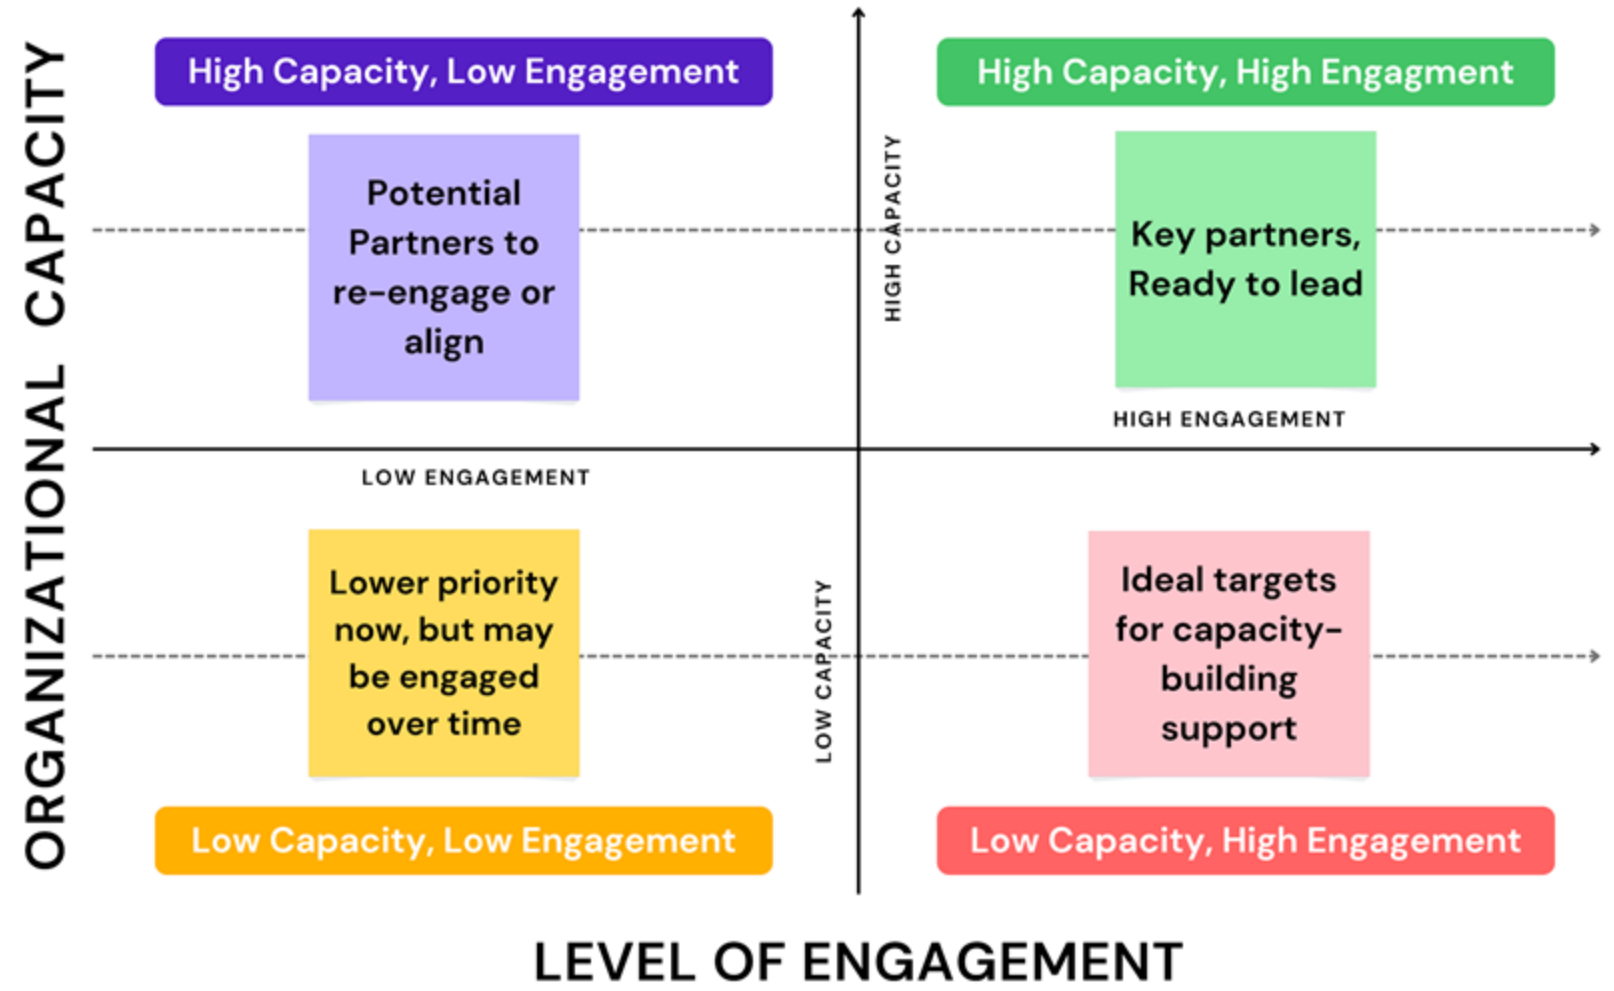 ORGANIZATIONAL CAPACITY
High Capacity, Low Engagement
High Capacity, High Engagment
Potential
Partners to
re-engage or
align
HIGH CAPACITY
Key partners,
Ready to lead
HIGH ENGAGEMENT
LOW ENGAGEMENT
Lower priority
now, but may
be engaged
over time
LOW CAPACITY
Ideal targets
for capacity-
building
support
Low Capacity, Low Engagement
Low Capacity, High Engagement
LEVEL OF ENGAGEMENT